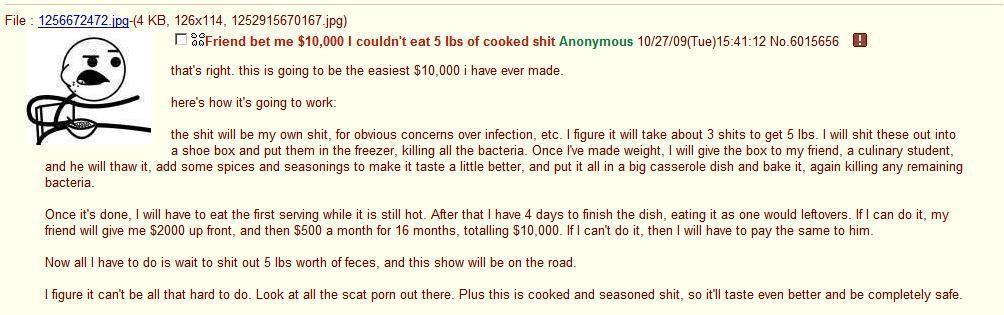 File : 1256672472.jpg-(4 KB, 126x114, 1252915670167.jpg)
Friend bet me $10,000 I couldn't eat 5 lbs of cooked shit Anonymous 10/27/09(Tue)15:41:12 No.6015656
that's right. this is going to be the easiest $10,000 i have ever made.
here's how it's going to work:
the shit will be my own shit, for obvious concerns over infection, etc. I figure it will take about 3 shits to get 5 lbs. I will shit these out into
a shoe box and put them in the freezer, killing all the bacteria. Once I've made weight, I will give the box to my friend, a culinary student,
and he will thaw it, add some spices and seasonings to make it taste a little better, and put it all in a big casserole dish and bake it, again killing any remaining
bacteria.
Once it's done, I will have to eat the first serving while it is still hot. After that I have 4 days to finish the dish, eating it as one would leftovers. If I can do it, my
friend will give me $2000 up front, and then $500 a month for 16 months, totalling $10,000. If I can't do it, then I will have to pay the same to him.
Now all I have to do is wait to shit out 5 lbs worth of feces, and this show will be on the road.
I figure it can't be all that hard to do. Look at all the scat porn out there. Plus this is cooked and seasoned shit, so it'll taste even better and be completely safe.